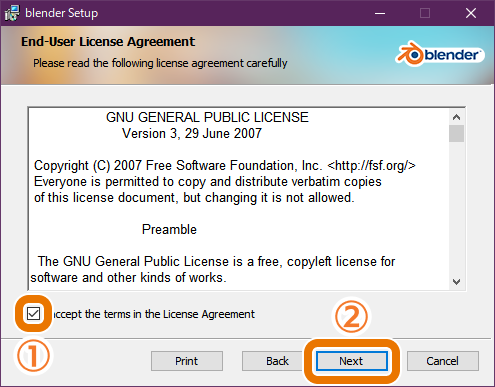 blender Setup
End-User License Agreement
Please read the following license agreement carefully
blender
GNU GENERAL PUBLIC LICENSE
Version 3, 29 June 2007
Copyright (C) 2007 Free Software Foundation, Inc. <http://fsf.org/>
Everyone is permitted to copy and distribute verbatim copies
of this license document, but changing it is not allowed.
Preamble
The GNU General Public License is a free, copyleft license for
software and other kinds of works.
accept the terms in the License Agreement
①
②
Print
Back
Next
Cancel